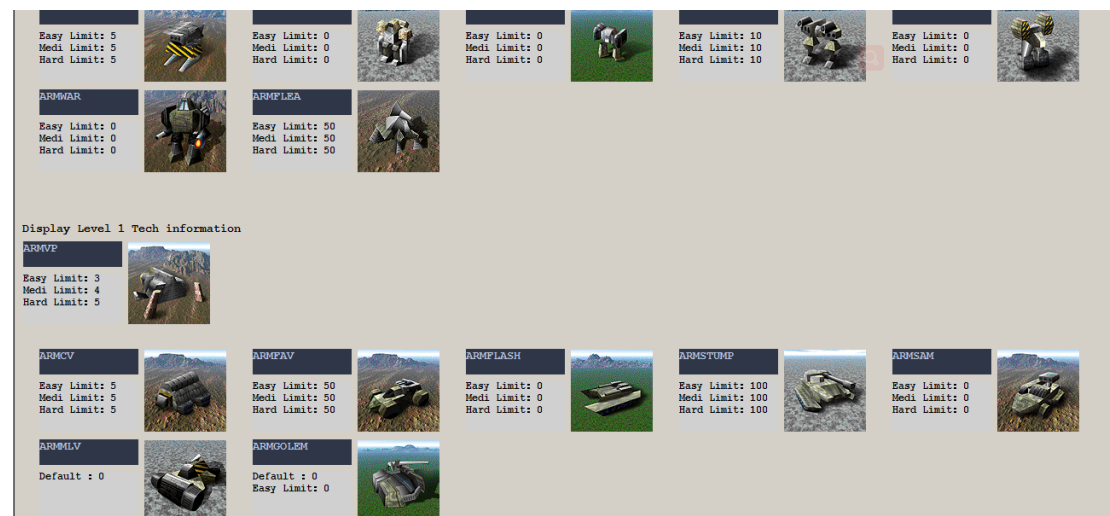 Easy Limit: 5
Medi Limit: 5
Hard Limit: 5
Easy Limit: 0
Medi Limit: 0
Hard Limit: 0
Easy Limit: 0
Medi Limit: 0
Hard Limit: 0
Easy Limit: 10
Medi Limit: 10
Hard Limit: 10
Easy Limit: 0
Medi Limit: 0
Hard Limit: 0
ARMWAR
Easy Limit: 0
Medi Limit: 0
Hard Limit: 0
ARMFLEA
Easy Limit: 50
Medi Limit: 50
Hard Limit: 50
Display Level 1 Tech information
ARMVP
Easy Limit: 3
Medi Limit: 4
Hard Limit: 5
ARMCV
Easy Limit: 5
Medi Limit: 5
Hard Limit: 5
ARMFAV
Easy Limit: 50
Medi Limit: 50
Hard Limit: 50
ARMFLASH
Easy Limit: 0
Medi Limit: 0
Hard Limit: 0
ARMSTUMP
Easy Limit: 100
Medi Limit: 100
Hard Limit: 100
ARMSAM
Easy Limit: 0
Medi Limit: 0
Hard Limit: 0
ARMMLV
Default : 0
ARMGOLEM
Default : 0
Easy Limit: 0